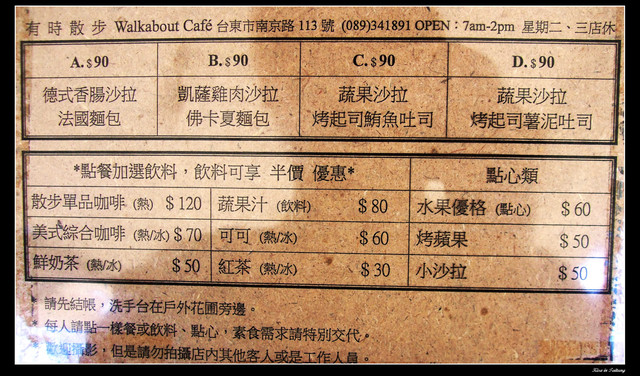 有時散步 Walkabout Café 台東市南京路 113 號 (089)341891 OPEN：7am-2pm 星期二、三店休
A. $90 B. $90 C. $90 D. $90
德式香腸沙拉 凱薩雞肉沙拉 蔬果沙拉 蔬果沙拉
法國麵包 佛卡夏麵包 烤起司鮪魚吐司 烤起司薯泥吐司
*點餐加選飲料，飲料可享 半價 優惠* 點心類
散步單品咖啡 (熱) $120 蔬果汁 (飲料) $80 水果優格 (點心) $60
美式綜合咖啡 (熱/冰) $70 可可 (熱/冰) $60 烤蘋果 $50
鮮奶茶 (熱/冰) $50 紅茶 (熱/冰) $30 小沙拉 $50
* 請先結帳，洗手台在戶外花圃旁邊。
* 每人請點一樣餐或飲料、點心，素食需求請特別交代。
* 歡迎攝影，但是請勿拍攝店內其他客人或是工作人員。